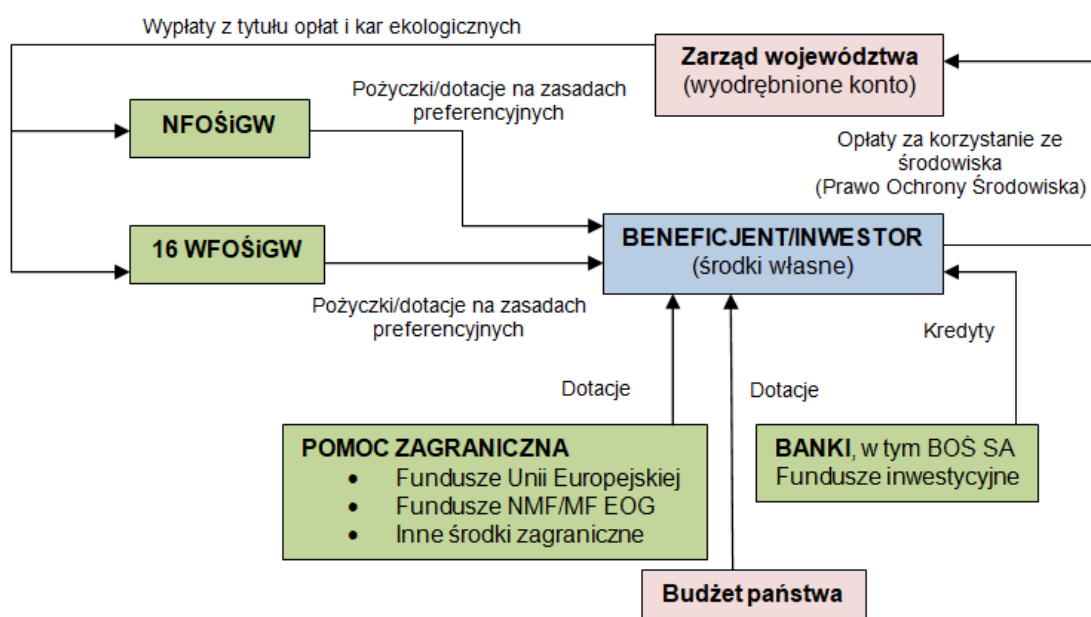 Wypłaty z tytułu opłat i kar ekologicznych
Zarząd województwa
(wyodrębnione konto)
Pożyczki/dotacje na zasadach
preferencyjnych
NFOŚiGW
Opłaty za korzystanie ze
środowiska
(Prawo Ochrony Środowiska)
16 WFOŚiGW
BENEFICJENT/INWESTOR
(środki własne)
Pożyczki/dotacje na zasadach
preferencyjnych
Kredyty
Dotacje
Dotacje
POMOC ZAGRANICZNA
• Fundusze Unii Europejskiej
• Fundusze NMF/MF EOG
• Inne środki zagraniczne
BANKI, w tym BOŚ SA
Fundusze inwestycyjne
Budżet państwa